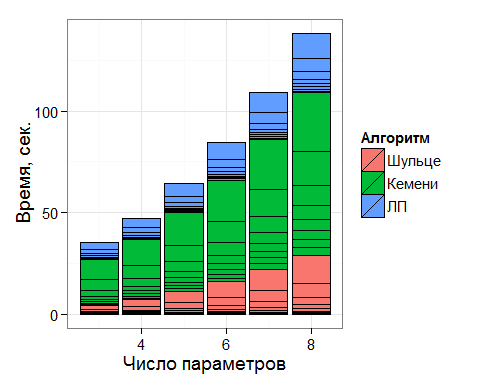 Время, сек.
100
50
0
4
6
8
Число параметров
Алгоритм
Шульце
Кемени
ЛП